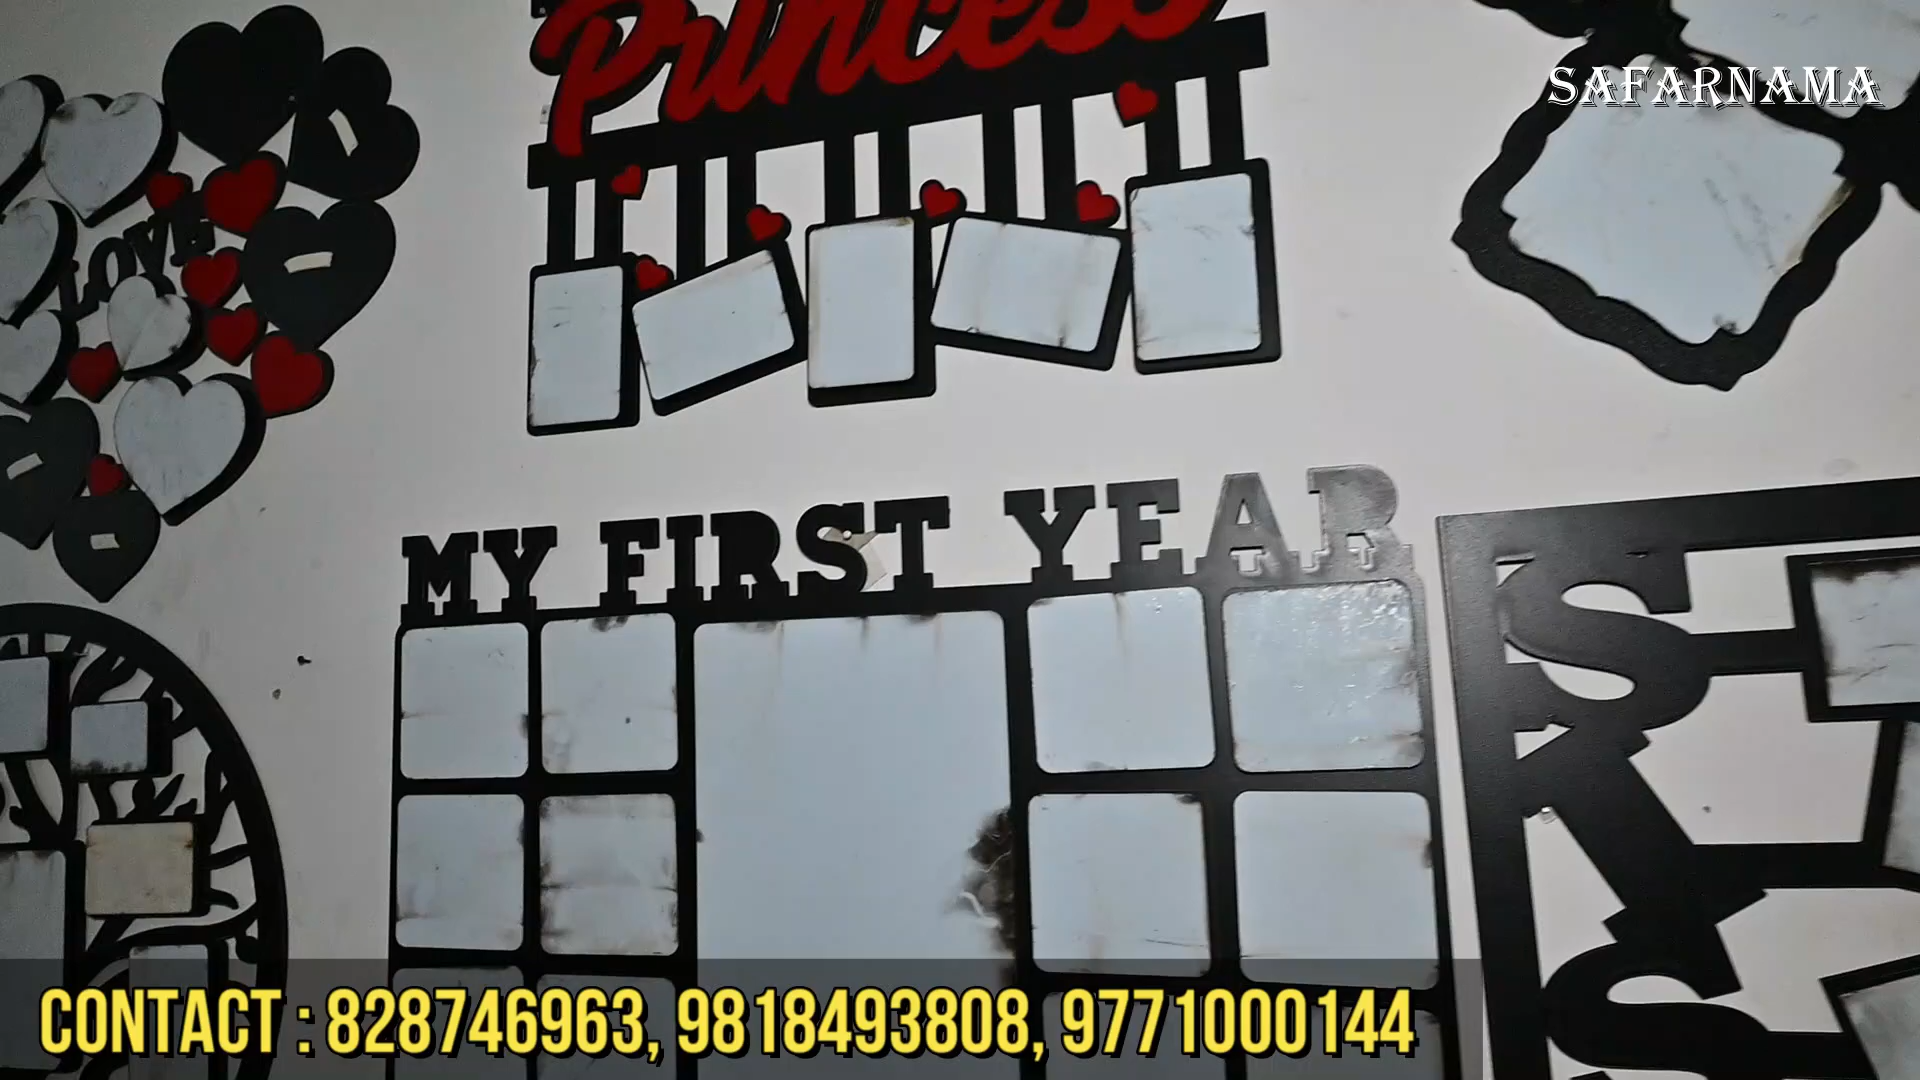 Princess
SAFARNAMA
LOVE
MY FIRST YEAR
CONTACT : 828746963, 9818493808, 9771000144